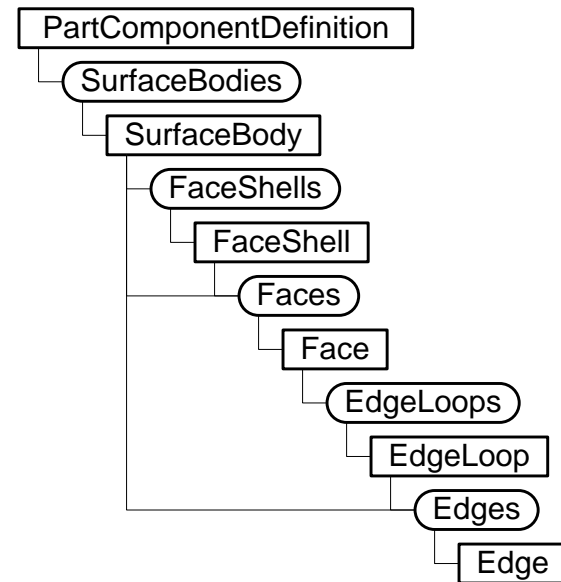 PartComponentDefinition
SurfaceBodies
SurfaceBody
FaceShells
FaceShell
Faces
Face
EdgeLoops
EdgeLoop
Edges
Edge